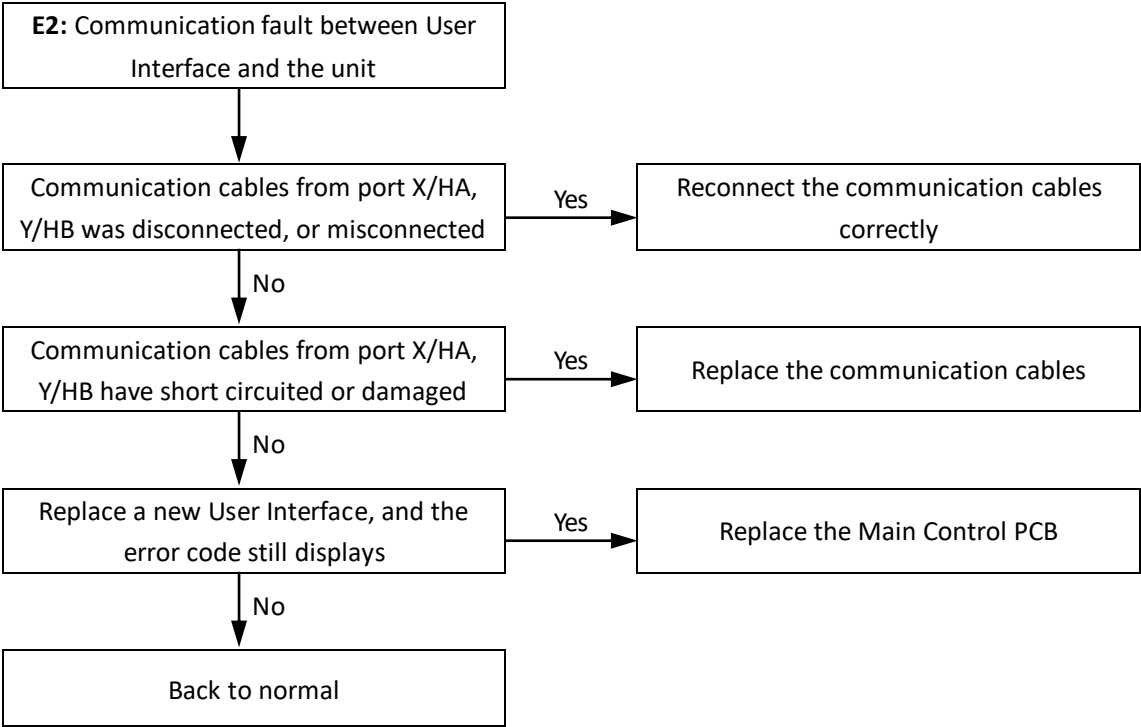 E2: Communication fault between User
Interface and the unit
Communication cables from port X/HA,
Y/HB was disconnected, or misconnected
Yes
Reconnect the communication cables
correctly
No
Communication cables from port X/HA,
Y/HB have short circuited or damaged
Yes
Replace the communication cables
No
Replace a new User Interface, and the
error code still displays
Yes
Replace the Main Control PCB
No
Back to normal